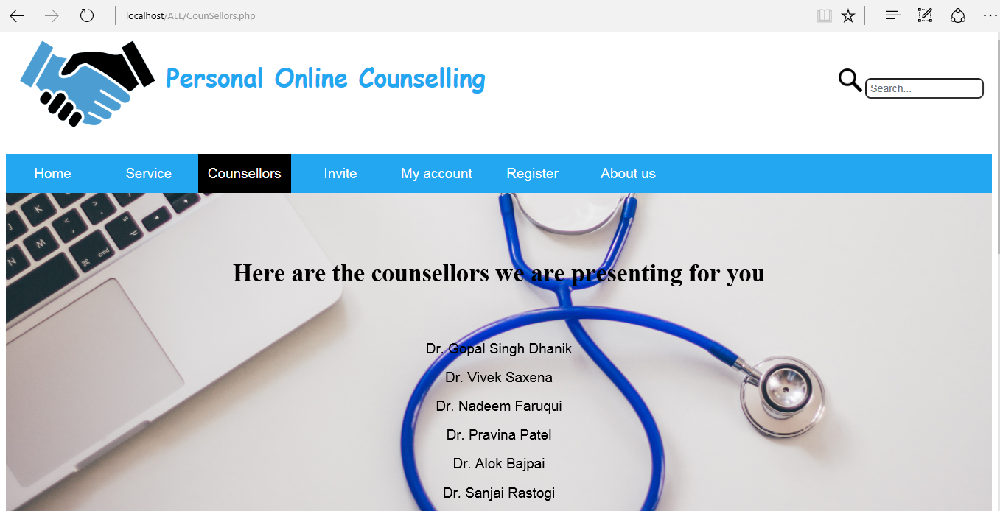 localhost/ALL/CounSellors.php
Personal Online Counselling
Search...
Home Service Counsellors Invite My account Register About us
K
J < > alt
N M ⌘ cmd
Here are the counsellors we are presenting for you
Dr. Gopal Singh Dhanik
Dr. Vivek Saxena
Dr. Nadeem Faruqui
Dr. Pravina Patel
Dr. Alok Bajpai
Dr. Sanjai Rastogi